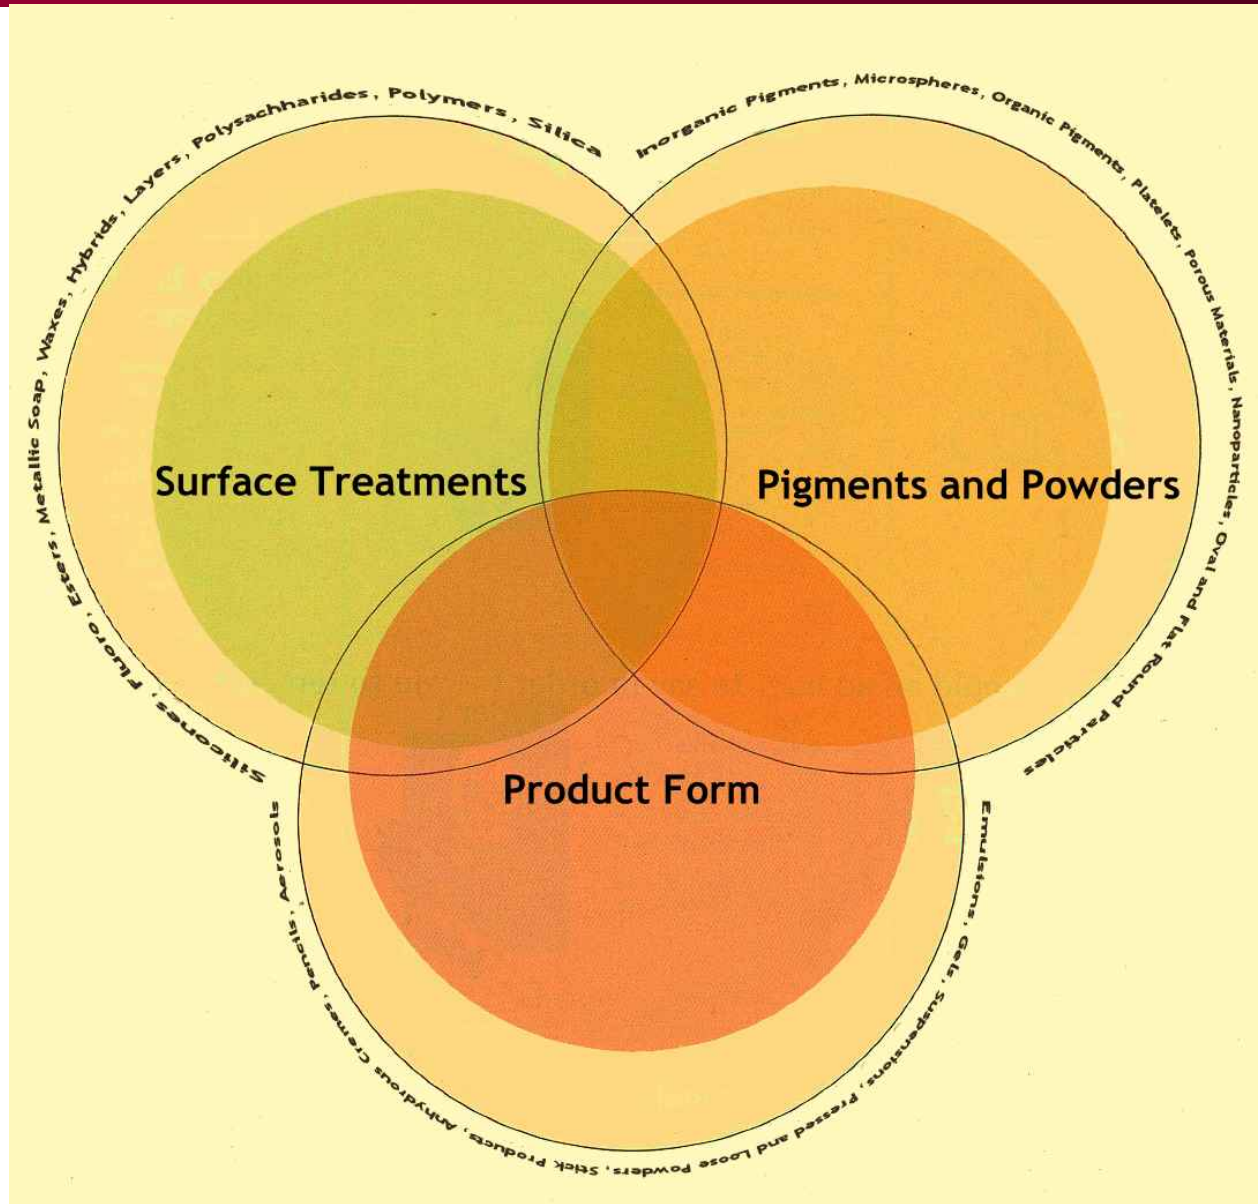 Silicones, Fluoro, Esters, Metallic Soap, Waxes, Hybrids, Layers, Polysachharides, Polymers, Silica
Inorganic Pigments, Microspheres, Organic Pigments, Platelets, Porous Materials, Nanoparticles, Oval and Flat Round Particles
Surface Treatments
Pigments and Powders
Product Form
Emulsions, Gels, Suspensions, Pressed and Loose Powders, Stick Products, Anhydrous Cremes, Pencils, Aerosols